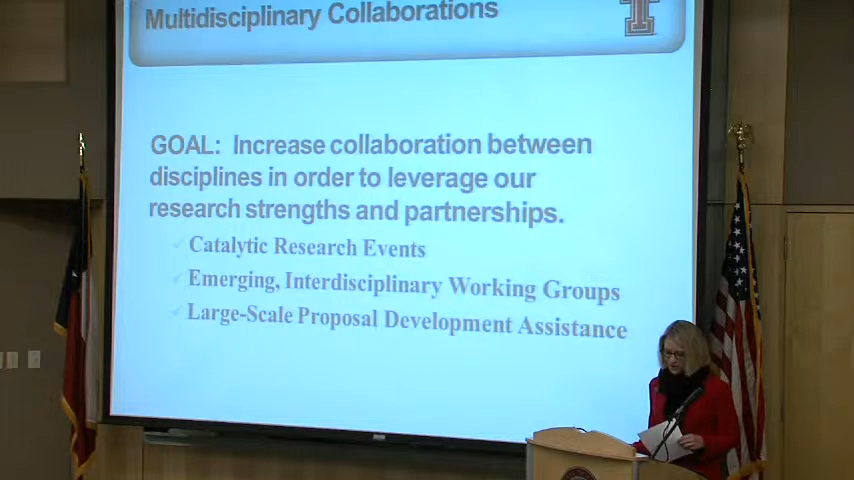 Multidisciplinary Collaborations
GOAL: Increase collaboration between
disciplines in order to leverage our
research strengths and partnerships.
✓ Catalytic Research Events
✓ Emerging, Interdisciplinary Working Groups
✓ Large-Scale Proposal Development Assistance